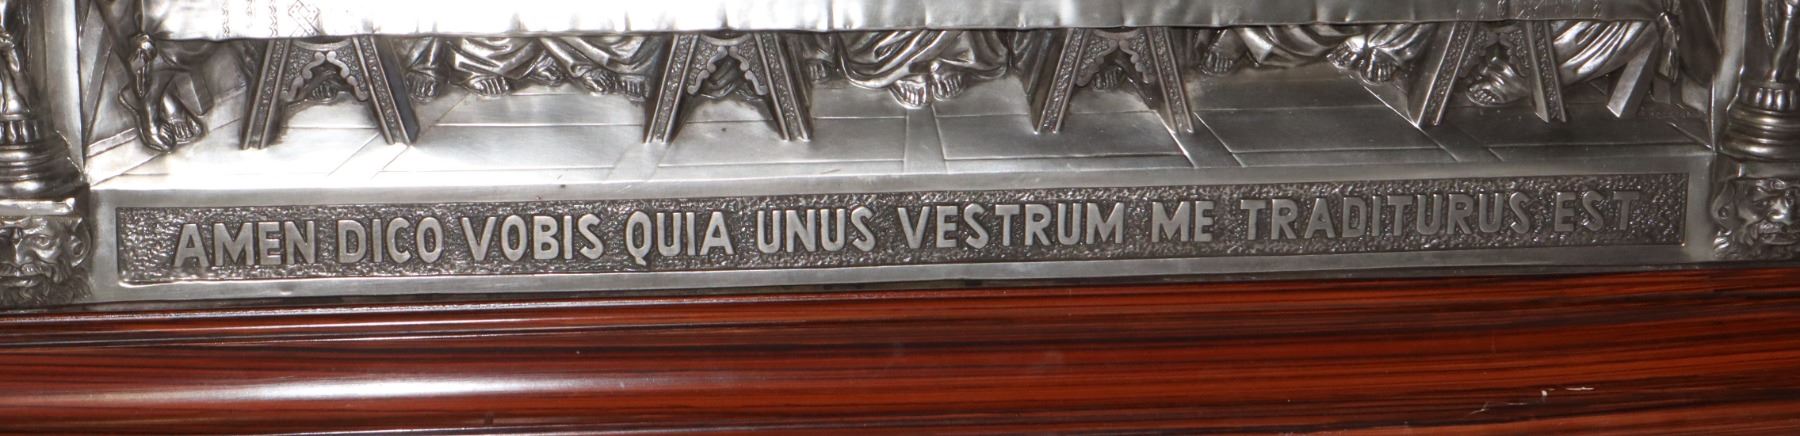 AMEN DICO VOBIS QUIA UNUS VESTRUM ME TRADITURUS EST